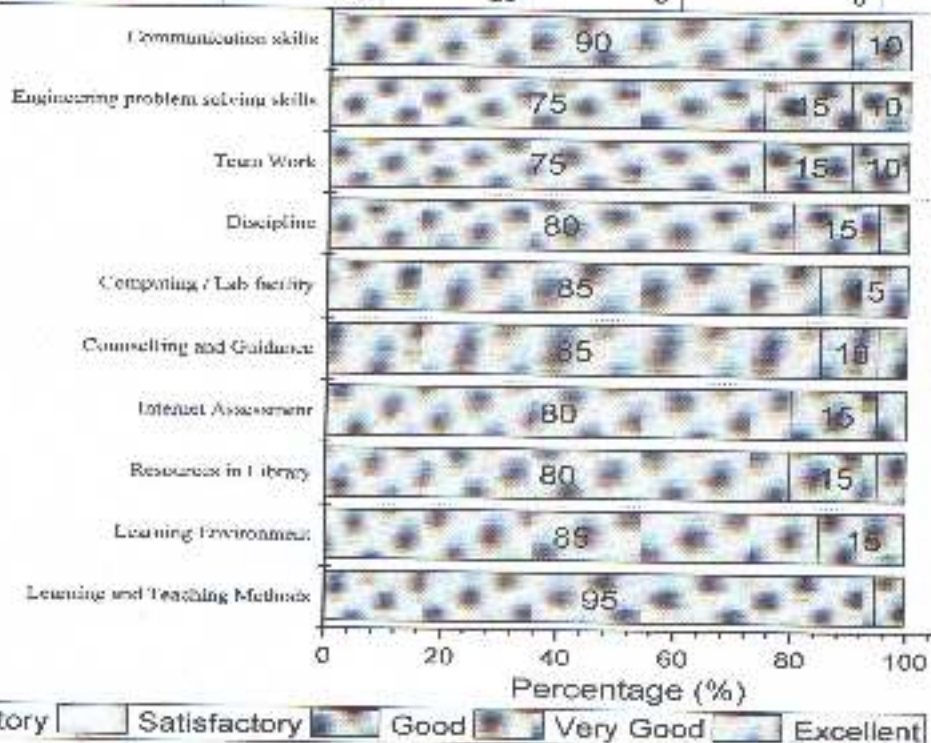 Communication skills 90 10
Engineering problem solving skills 75 15 10
Team Work 75 15 10
Discipline 80 15
Computing / Lab facility 85 15
Counselling and Guidance 85 10
Internet Assessment 80 15
Resources in Library 80 15
Learning Environment 85 15
Learning and Teaching Methods 95
0 20 40 60 80 100
Percentage (%)
tory Satisfactory Good Very Good Excellent